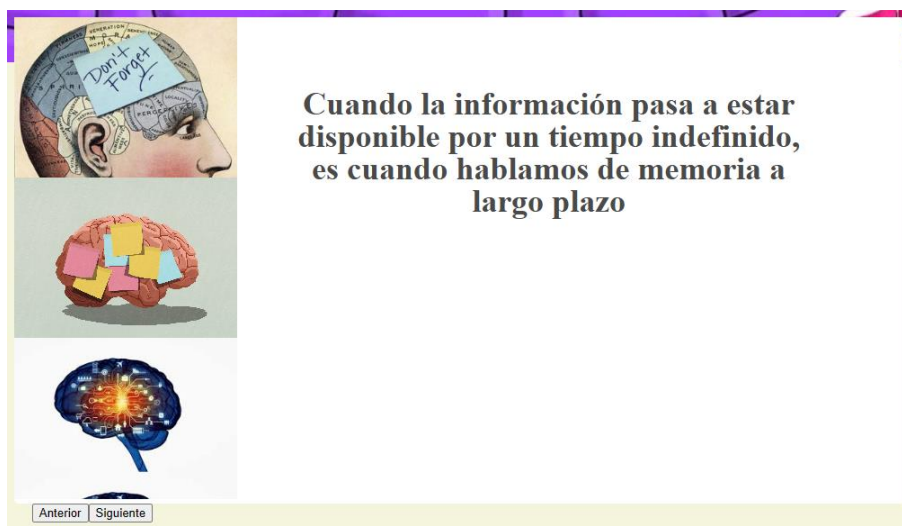 GENERATION
Don't
Forget
Cuando la información pasa a estar
disponible por un tiempo indefinido,
es cuando hablamos de memoria a
largo plazo
Anterior
Siguiente